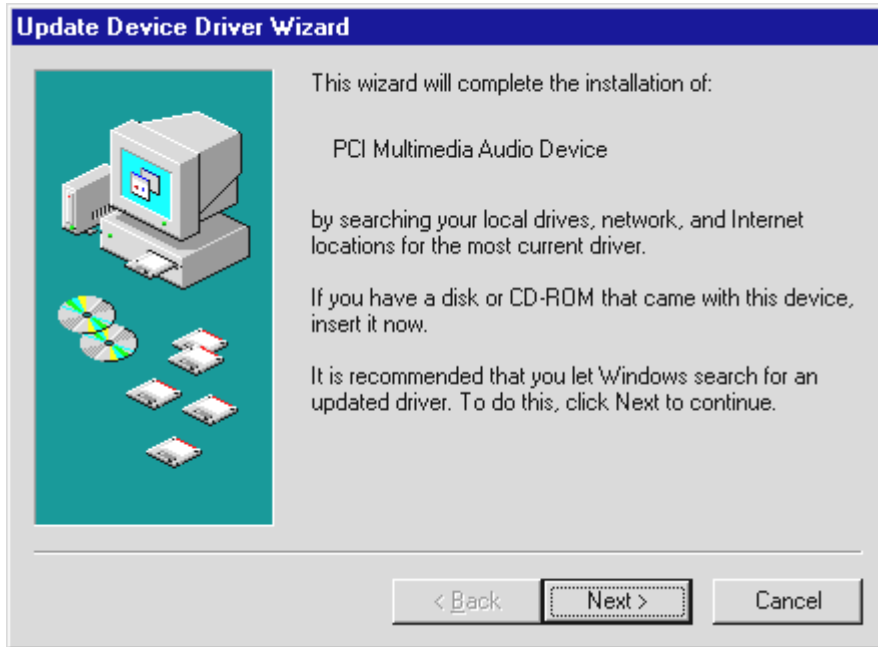 Update Device Driver Wizard
This wizard will complete the installation of:
PCI Multimedia Audio Device
by searching your local drives, network, and Internet
locations for the most current driver.
If you have a disk or CD-ROM that came with this device,
insert it now.
It is recommended that you let Windows search for an
updated driver. To do this, click Next to continue.
< Back
Next >
Cancel